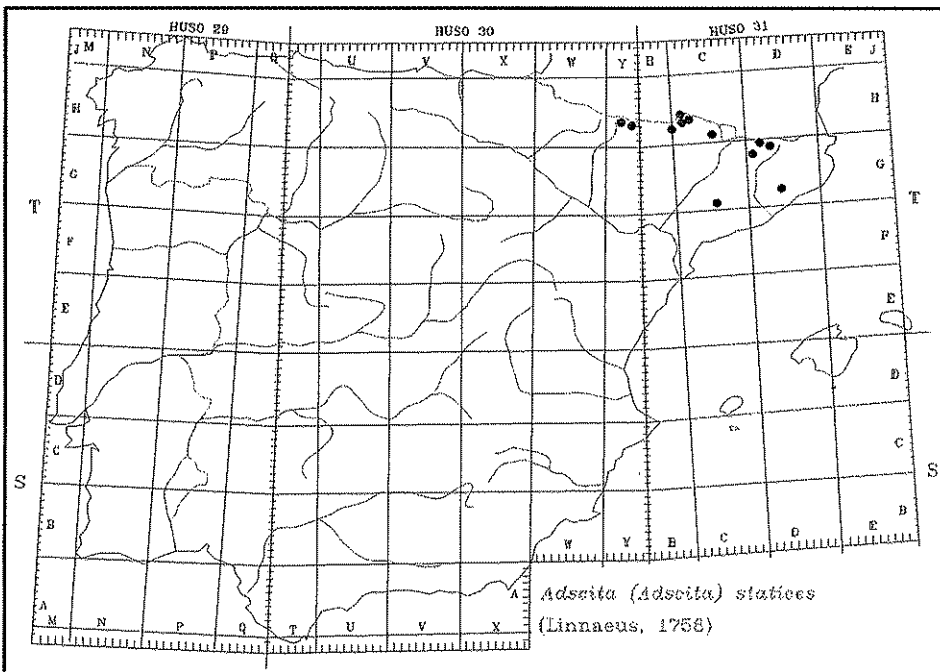 HUSO 29 HUSO 30 HUSO 31
J M N P Q U V X W Y B C D E J
H H
G G
T T
F F
E E
D D
C C
S S
B W Y B C D E B
A A
M N P Q T U V X
Adscita (Adscita) statices
(Linnaeus, 1758)